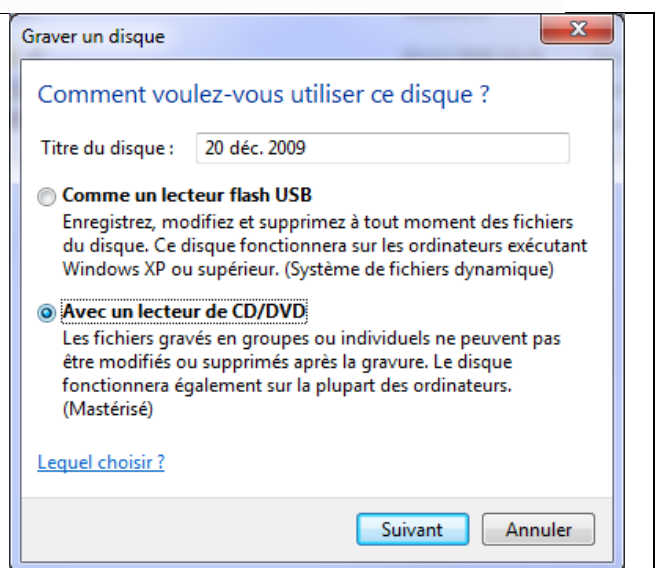 Graver un disque
Comment voulez-vous utiliser ce disque ?
Titre du disque : 20 déc. 2009
Comme un lecteur flash USB
Enregistrez, modifiez et supprimez à tout moment des fichiers
du disque. Ce disque fonctionnera sur les ordinateurs exécutant
Windows XP ou supérieur. (Système de fichiers dynamique)
Avec un lecteur de CD/DVD
Les fichiers gravés en groupes ou individuels ne peuvent pas
être modifiés ou supprimés après la gravure. Le disque
fonctionnera également sur la plupart des ordinateurs.
(Mastérisé)
Lequel choisir ?
Suivant Annuler